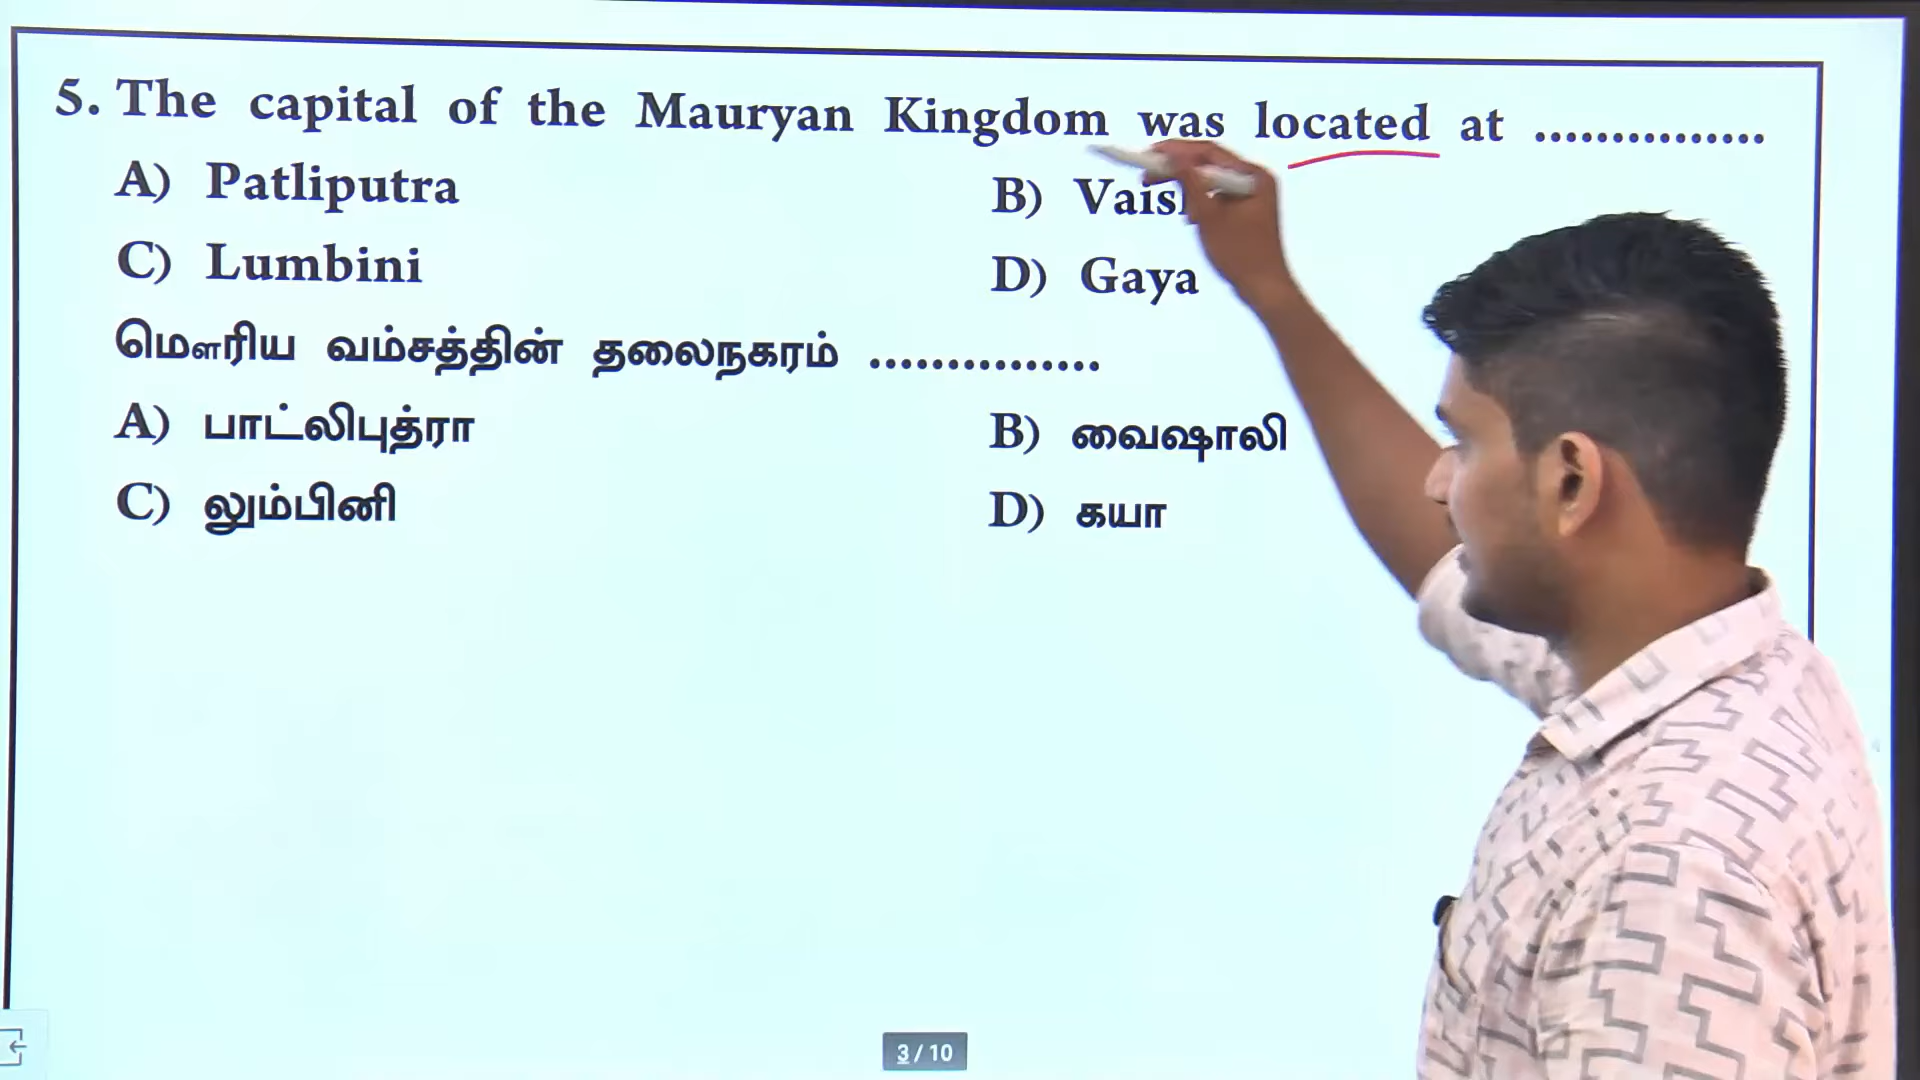 5. The capital of the Mauryan Kingdom was located at ...............
A) Patliputra B)
C) Lumbini D) Gaya
மௌரிய வம்சத்தின் தலைநகரம் ...............
A) பாட்லிபுத்ரா B) வைஷாலி
C) லும்பினி D) கயா
3 / 10